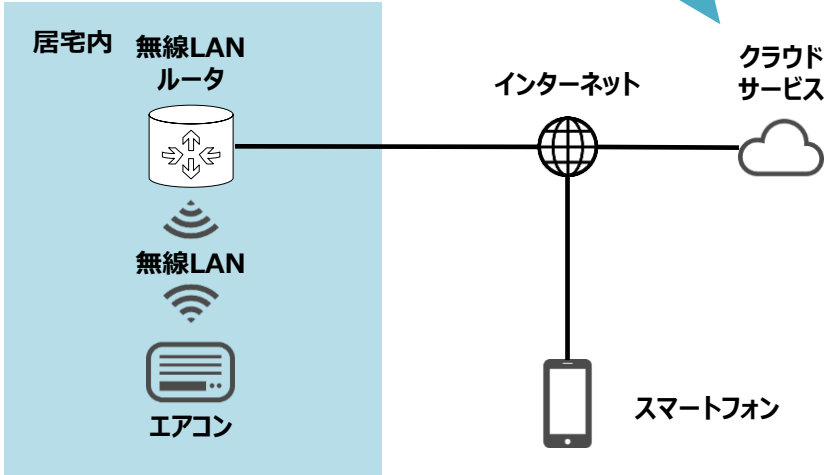 居宅内
無線LAN
ルータ
インターネット
クラウド
サービス
無線LAN
エアコン
スマートフォン